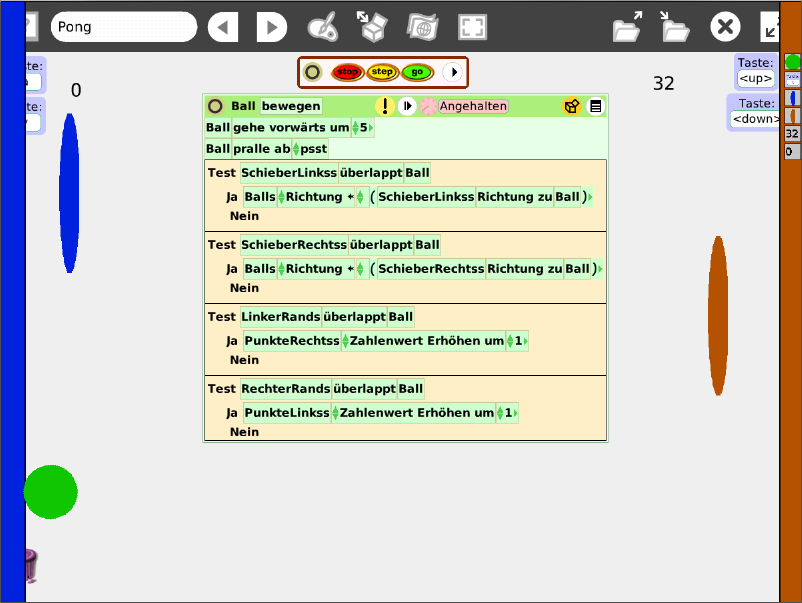 Pong
ste:
te:
0
stop step go
32
Taste:
<up>
Taste:
<down>
32
0
Ball bewegen ! Angehalten
Ball gehe vorwärts um 5
Ball pralle ab psst
Test SchieberLinkss überlappt Ball
Ja Balls Richtung ← (SchieberLinkss Richtung zu Ball)
Nein
Test SchieberRechtss überlappt Ball
Ja Balls Richtung ← (SchieberRechtss Richtung zu Ball)
Nein
Test LinkerRands überlappt Ball
Ja PunkteRechtss Zahlenwert Erhöhen um 1
Nein
Test RechterRands überlappt Ball
Ja PunkteLinkss Zahlenwert Erhöhen um 1
Nein